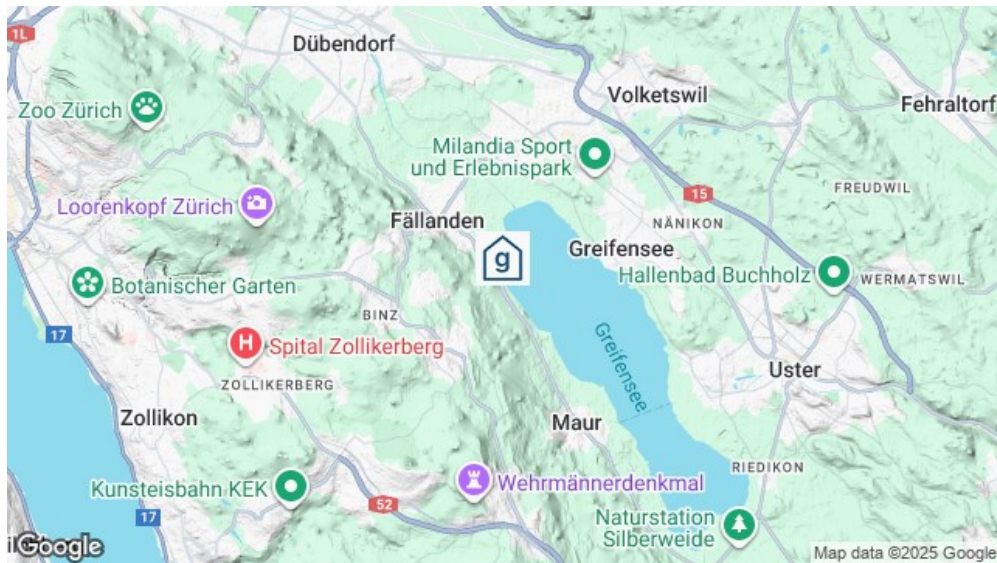 1L
Dübendorf
Volketswil
Fehraltorf
Zoo Zürich
Milandia Sport
und Erlebnispark
15
FREUDWIL
Loorenkopf Zürich
Fällanden
NÄNIKON
g
Greifensee
Hallenbad Buchholz
WERMATSWIL
Botanischer Garten
BINZ
17
Spital Zollikerberg
H
ZOLLIKERBERG
Greifensee
Uster
Zollikon
Maur
RIEDIKON
Kunsteisbahn KEK
Wehrmännerdenkmal
52
17
Naturstation
Silberweide
Google
Map data ©2025 Google